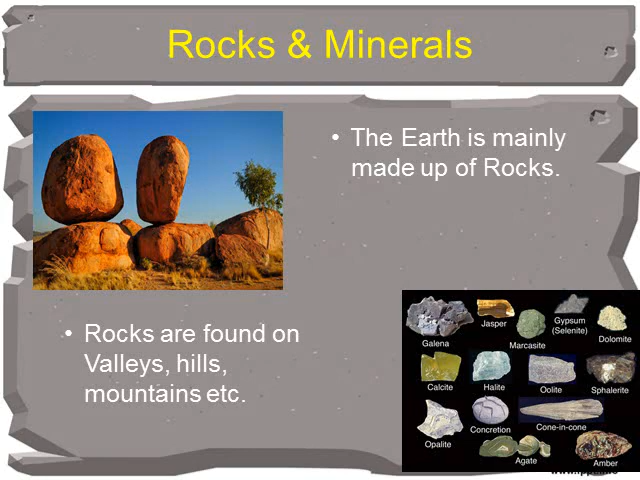 Rocks & Minerals
• The Earth is mainly
made up of Rocks.
• Rocks are found on
Valleys, hills,
mountains etc.
Galena
Jasper
Marcasite
Gypsum
(Selenite)
Dolomite
Calcite
Halite
Oolite
Sphalerite
Opalite
Concretion
Cone-in-cone
Agate
Amber